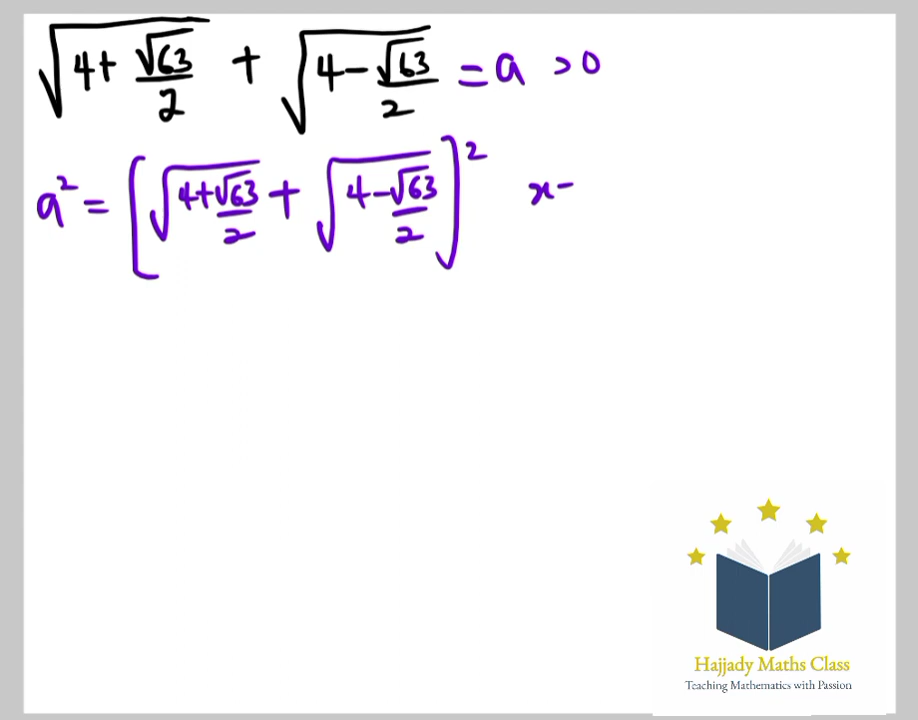 √(4 + √63/2) + √(4 − √63/2) = a > 0
a² = [√(4 + √63/2) + √(4 − √63/2)]² x-
Hajjady Maths Class
Teaching Mathematics with Passion